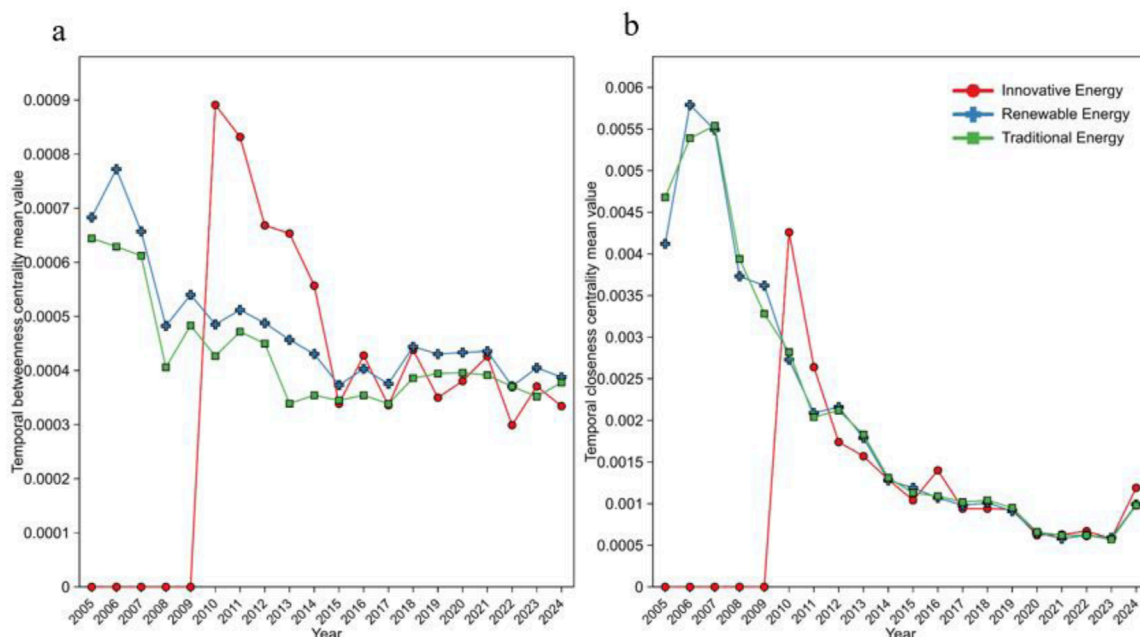 a
Temporal betweenness centrality mean value
0.0009
0.0008
0.0007
0.0006
0.0005
0.0004
0.0003
0.0002
0.0001
0
2005 2006 2007 2008 2009 2010 2011 2012 2013 2014 2015 2016 2017 2018 2019 2020 2021 2022 2023 2024
Year
b
Innovative Energy
Renewable Energy
Traditional Energy
Temporal closeness centrality mean value
0.006
0.0055
0.005
0.0045
0.004
0.0035
0.003
0.0025
0.002
0.0015
0.001
0.0005
0
2005 2006 2007 2008 2009 2010 2011 2012 2013 2014 2015 2016 2017 2018 2019 2020 2021 2022 2023 2024
Year